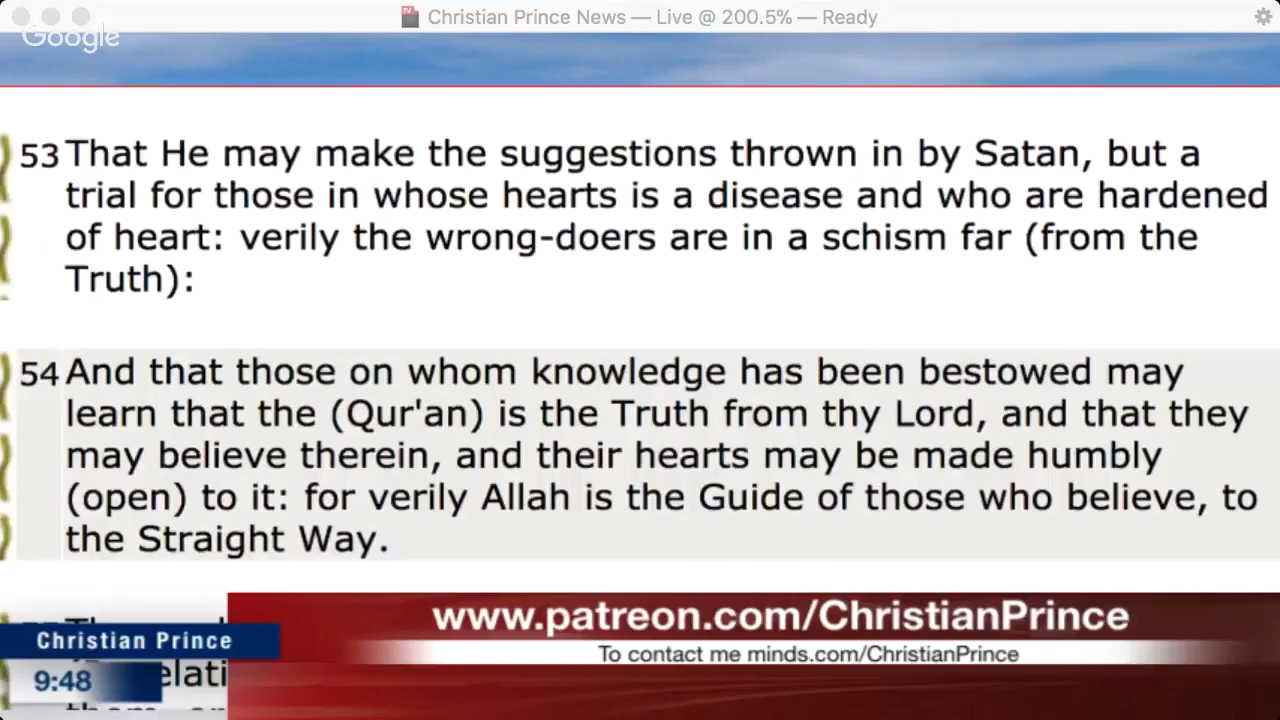 Christian Prince News — Live @ 200.5% — Ready
Google
53 That He may make the suggestions thrown in by Satan, but a
trial for those in whose hearts is a disease and who are hardened
of heart: verily the wrong-doers are in a schism far (from the
Truth):
54 And that those on whom knowledge has been bestowed may
learn that the (Qur'an) is the Truth from thy Lord, and that they
may believe therein, and their hearts may be made humbly
(open) to it: for verily Allah is the Guide of those who believe, to
the Straight Way.
www.patreon.com/ChristianPrince
Christian Prince
To contact me minds.com/ChristianPrince
9:48